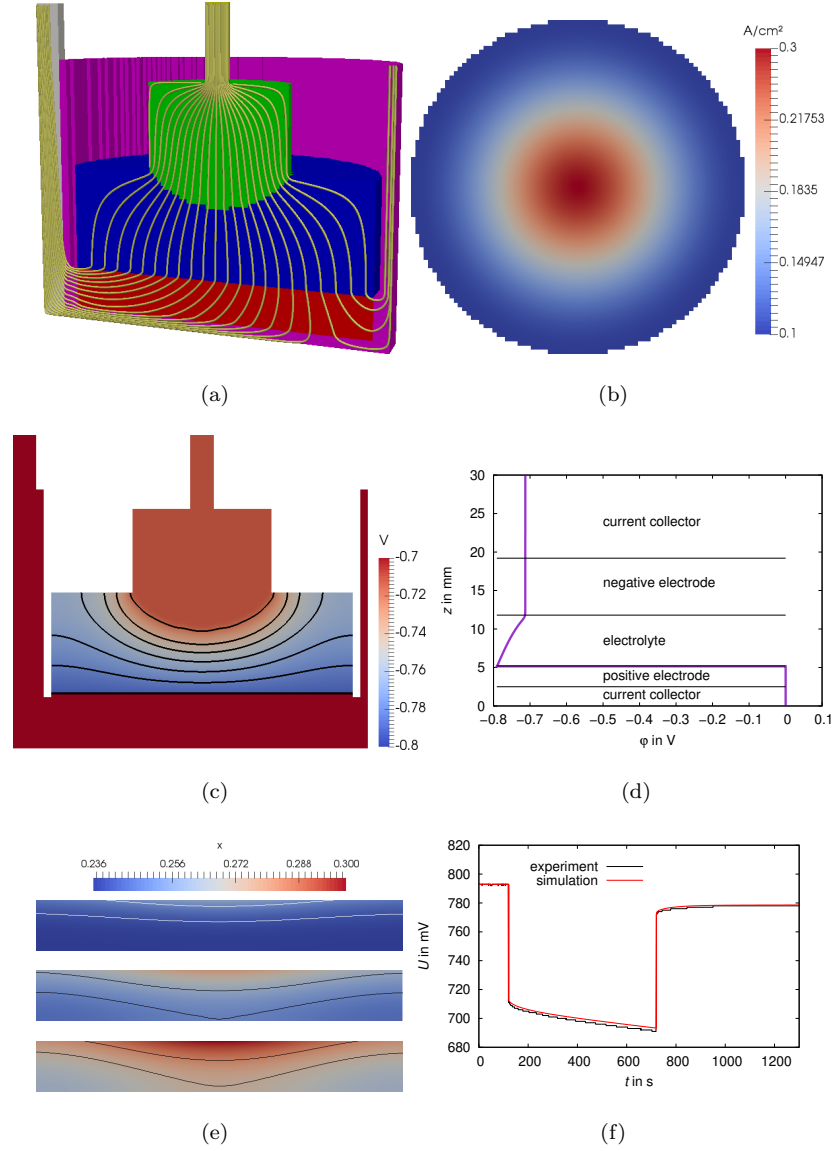 A/cm²
0.3
0.21753
0.1835
0.14947
0.1
(a)
(b)
V
-0.7
-0.72
-0.74
-0.76
-0.78
-0.8
(c)
30
25
20
15
10
5
0
z in mm
current collector
negative electrode
electrolyte
positive electrode
current collector
−0.8 −0.7 −0.6 −0.5 −0.4 −0.3 −0.2 −0.1 0 0.1
φ in V
(d)
x
0.236 0.256 0.272 0.288 0.300
(e)
820
800
780
760
740
720
700
680
U in mV
experiment
simulation
0 200 400 600 800 1000 1200
t in s
(f)